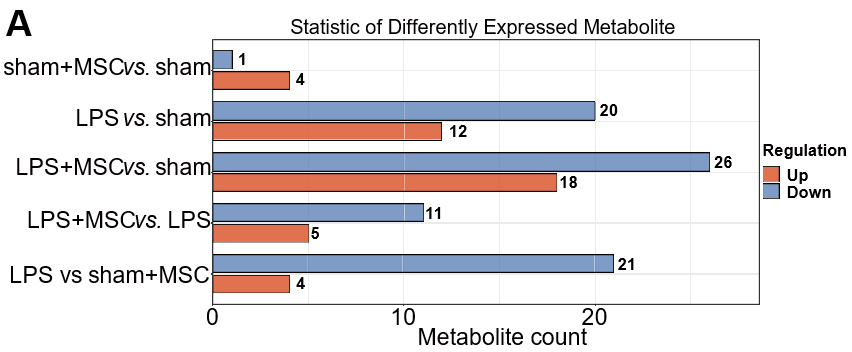 A
Statistic of Differently Expressed Metabolite
sham+MSCvs. sham
1
4
LPS vs. sham
20
12
LPS+MSCvs. sham
26
18
LPS+MSCvs. LPS
11
5
LPS vs sham+MSC
21
4
Regulation
Up
Down
0 10 20
Metabolite count